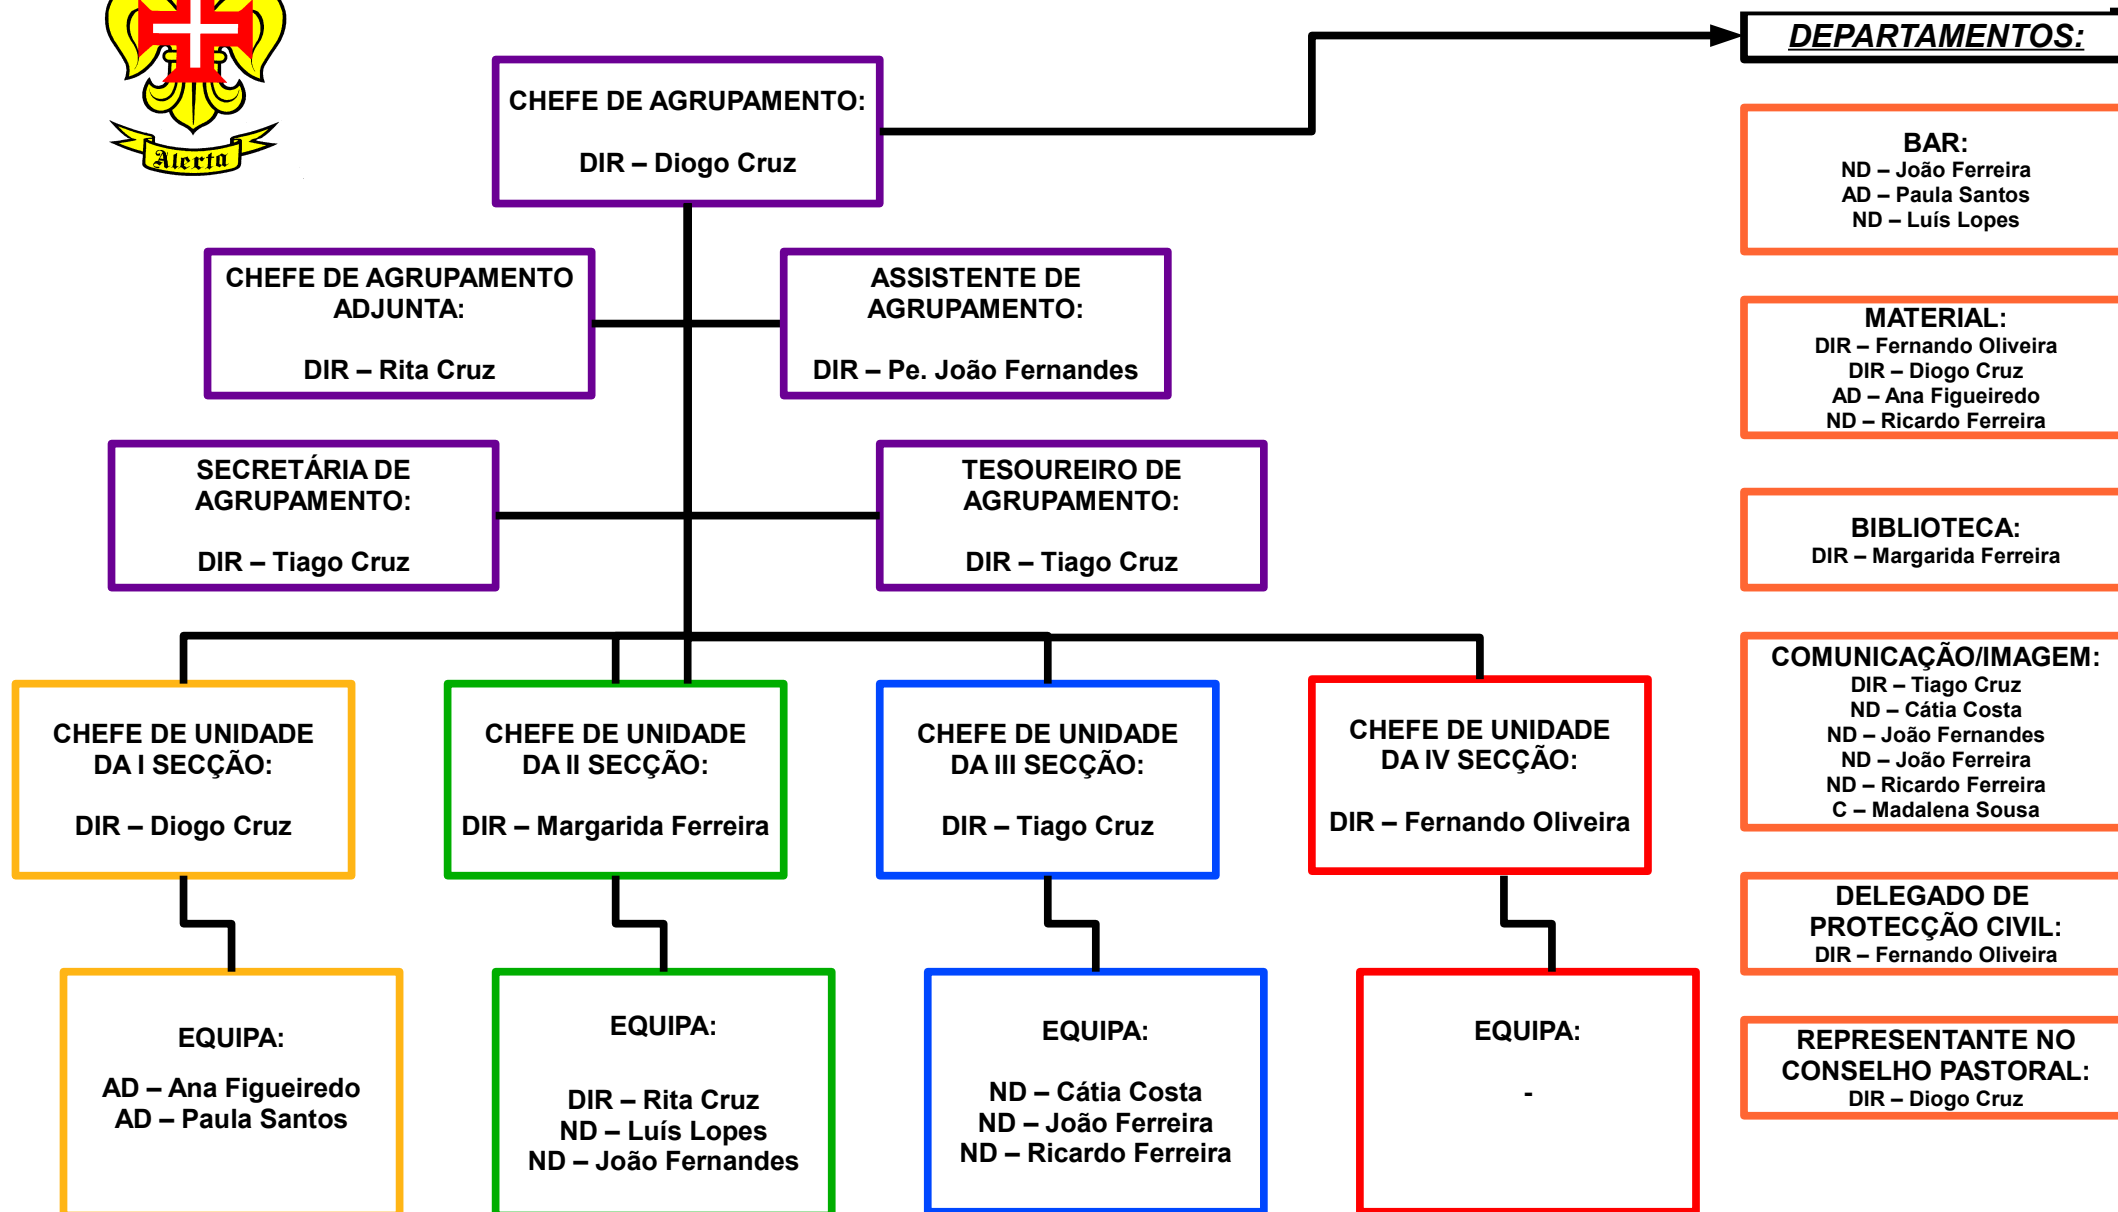 Alerta
CHEFE DE AGRUPAMENTO:
DIR – Diogo Cruz
CHEFE DE AGRUPAMENTO
ADJUNTA:
DIR – Rita Cruz
ASSISTENTE DE
AGRUPAMENTO:
DIR – Pe. João Fernandes
SECRETÁRIA DE
AGRUPAMENTO:
DIR – Tiago Cruz
TESOUREIRO DE
AGRUPAMENTO:
DIR – Tiago Cruz
CHEFE DE UNIDADE
DA I SECÇÃO:
DIR – Diogo Cruz
CHEFE DE UNIDADE
DA II SECÇÃO:
DIR – Margarida Ferreira
CHEFE DE UNIDADE
DA III SECÇÃO:
DIR – Tiago Cruz
CHEFE DE UNIDADE
DA IV SECÇÃO:
DIR – Fernando Oliveira
EQUIPA:
AD – Ana Figueiredo
AD – Paula Santos
EQUIPA:
DIR – Rita Cruz
ND – Luís Lopes
ND – João Fernandes
EQUIPA:
ND – Cátia Costa
ND – João Ferreira
ND – Ricardo Ferreira
EQUIPA:
-
DEPARTAMENTOS:
BAR:
ND – João Ferreira
AD – Paula Santos
ND – Luís Lopes
MATERIAL:
DIR – Fernando Oliveira
DIR – Diogo Cruz
AD – Ana Figueiredo
ND – Ricardo Ferreira
BIBLIOTECA:
DIR – Margarida Ferreira
COMUNICAÇÃO/IMAGEM:
DIR – Tiago Cruz
ND – Cátia Costa
ND – João Fernandes
ND – João Ferreira
ND – Ricardo Ferreira
C – Madalena Sousa
DELEGADO DE
PROTECÇÃO CIVIL:
DIR – Fernando Oliveira
REPRESENTANTE NO
CONSELHO PASTORAL:
DIR – Diogo Cruz